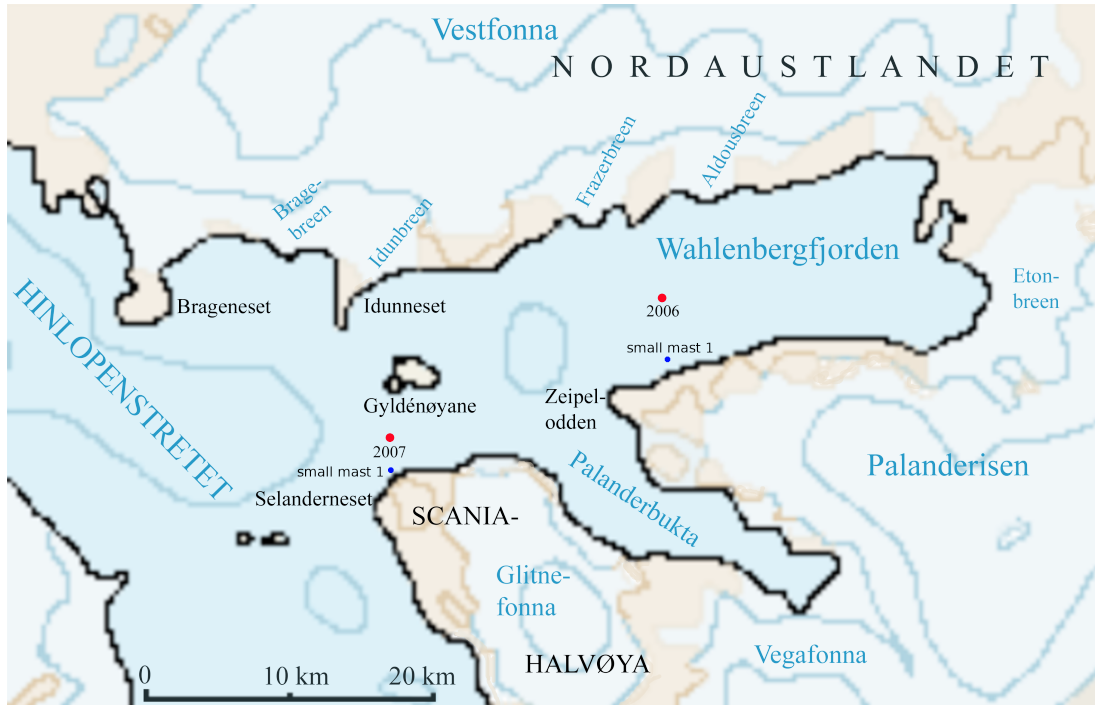 Vestfonna
NORDAUSTLANDET
Frazerbreen
Aldousbreen
Brage-
breen
Idunbreen
Wahlenbergfjorden
Eton-
breen
Brageneset
Idunneset
2006
small mast 1
HINLOPENSTRETET
Gyldénøyane
Zeipel-
odden
2007
small mast 1
Selanderneset
Palanderbukta
Palanderisen
SCANIA-
Glitne-
fonna
HALVØYA
Vegafonna
0 10 km 20 km